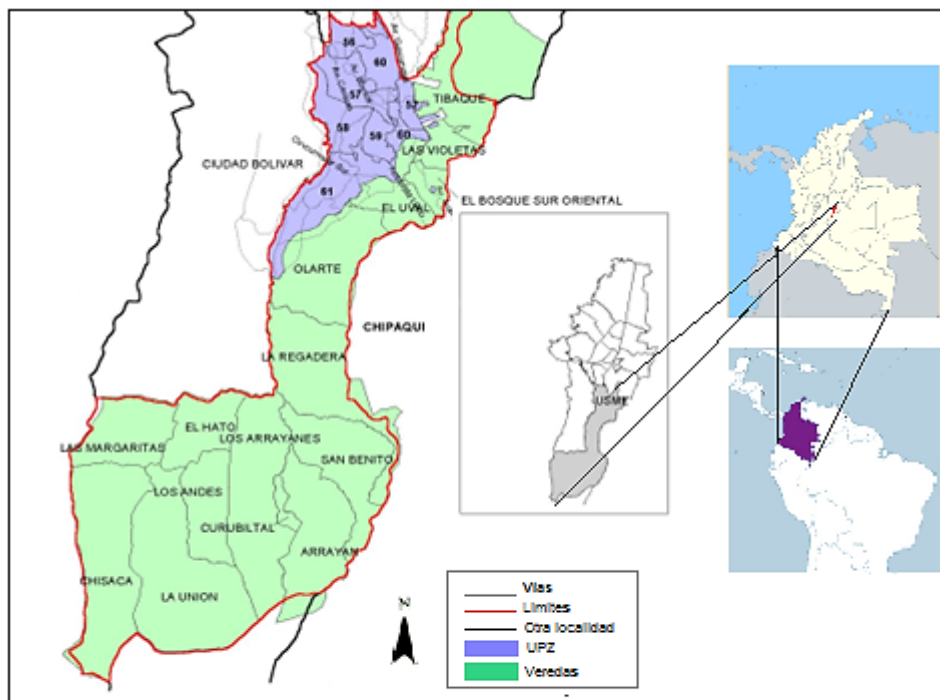 56
60
57
57
58
59
60
61
TIBAQUE
LAS VIOLETAS
CIUDAD BOLIVAR
EL UVAL
EL BOSQUE SUR ORIENTAL
OLARTE
CHIPAQUI
LA REGADERA
USME
EL HATO
LOS ARRAYANES
LAS MARGARITAS
SAN BENITO
LOS ANDES
CURUBITAL
ARRAYAN
CHISACA
LA UNION
N
Vias
Limites
Otra localidad
UPZ
Veredas